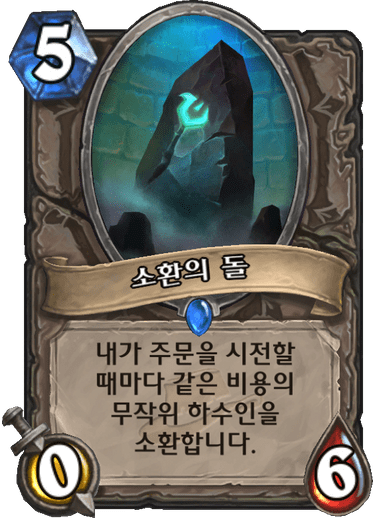 5
소환의 돌
내가 주문을 시전할
때마다 같은 비용의
무작위 하수인을
소환합니다.
0
6